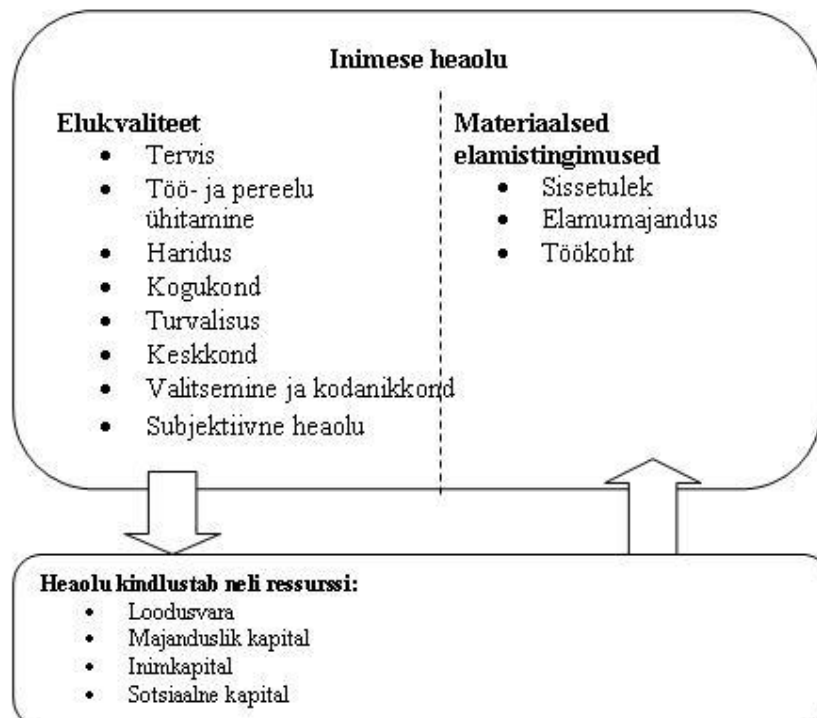 Inimese heaolu
Elukvaliteet
• Tervis
• Töö- ja pereelu
ühitamine
• Haridus
• Kogukond
• Turvalisus
• Keskkond
• Valitsemine ja kodanikkond
• Subjektiivne heaolu
Materiaalsed
elamistingimused
• Sissetulek
• Elamumajandus
• Töökoht
Heaolu kindlustab neli ressurssi:
• Loodusvara
• Majanduslik kapital
• Inimkapital
• Sotsiaalne kapital